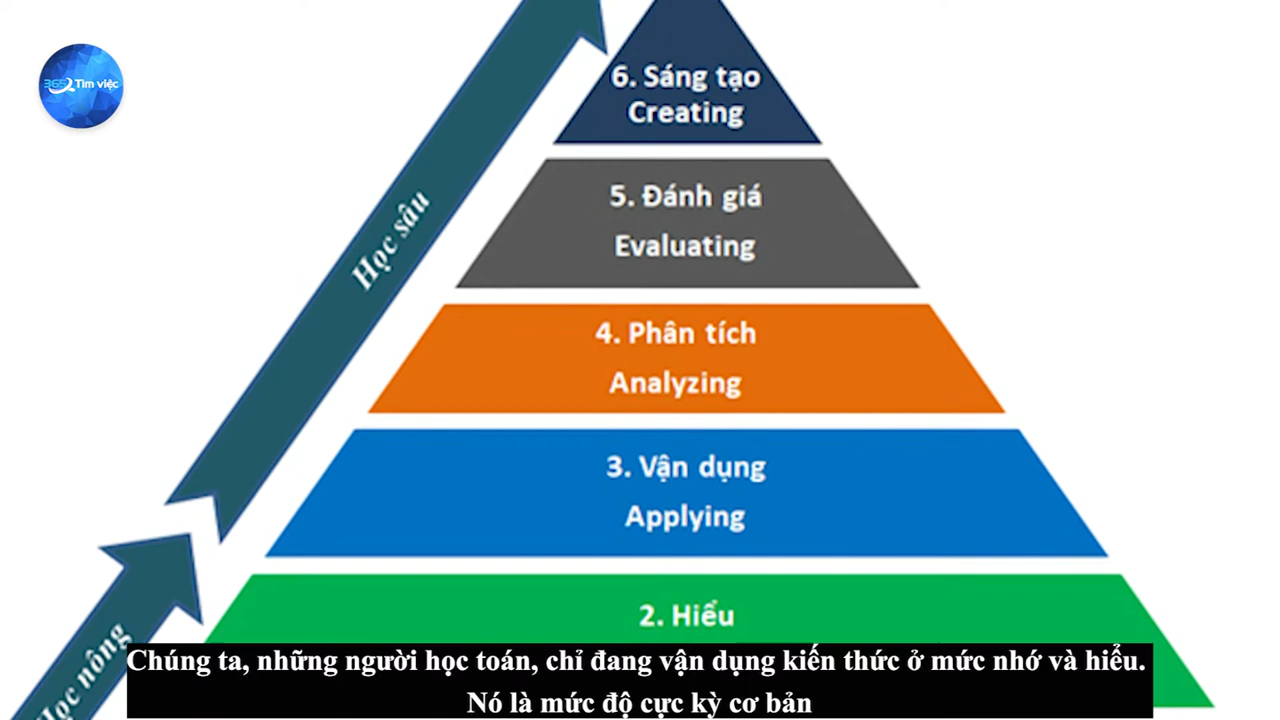 365 Tìm việc
6. Sáng tạo
Creating
5. Đánh giá
Evaluating
Học sâu
4. Phân tích
Analyzing
3. Vận dụng
Applying
2. Hiểu
nông
Chúng ta, những người học toán, chỉ đang vận dụng kiến thức ở mức nhớ và hiểu.
Nó là mức độ cực kỳ cơ bản